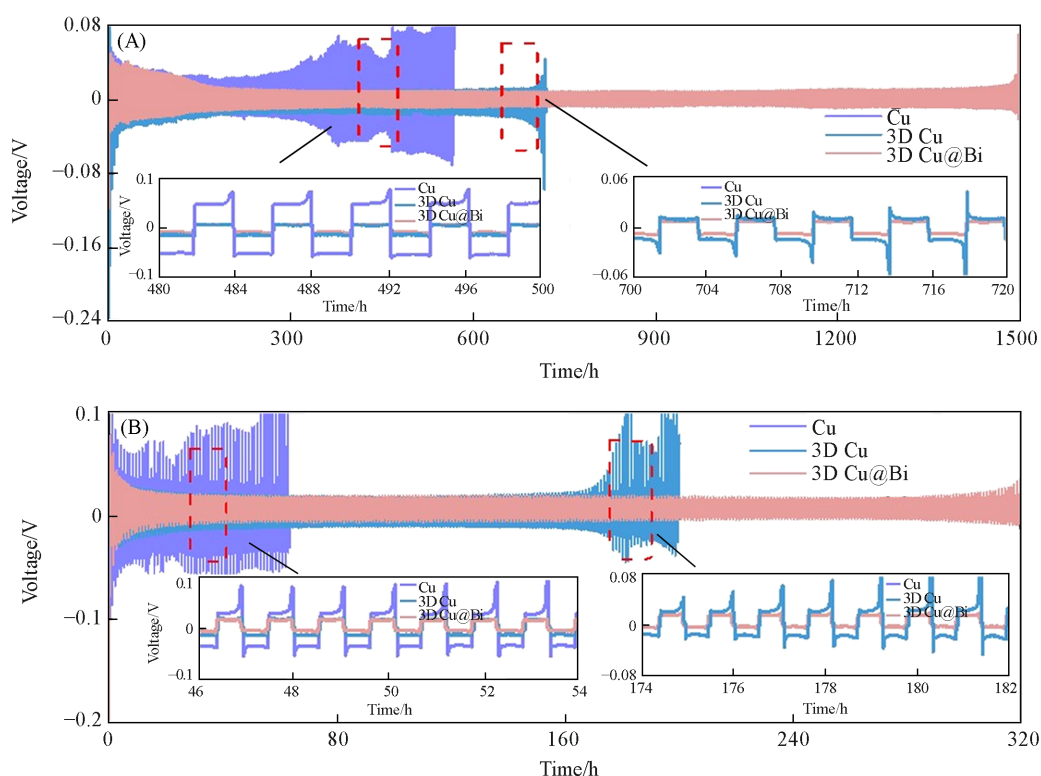 (A)
0.08
0
−0.08
−0.16
−0.24
Voltage/V
Cu
3D Cu
3D Cu@Bi
0.1
0
−0.1
Voltage/V
Cu
3D Cu
3D Cu@Bi
480 484 488 492 496 500
Time/h
0.06
0
−0.06
Cu
3D Cu
3D Cu@Bi
700 704 708 712 716 720
Time/h
0 300 600 900 1200 1500
Time/h
(B)
0.1
0
−0.1
−0.2
Voltage/V
Cu
3D Cu
3D Cu@Bi
0.1
0
−0.1
Voltage/V
Cu
3D Cu
3D Cu@Bi
46 48 50 52 54
Time/h
0.08
0
−0.08
Cu
3D Cu
3D Cu@Bi
174 176 178 180 182
Time/h
0 80 160 240 320
Time/h